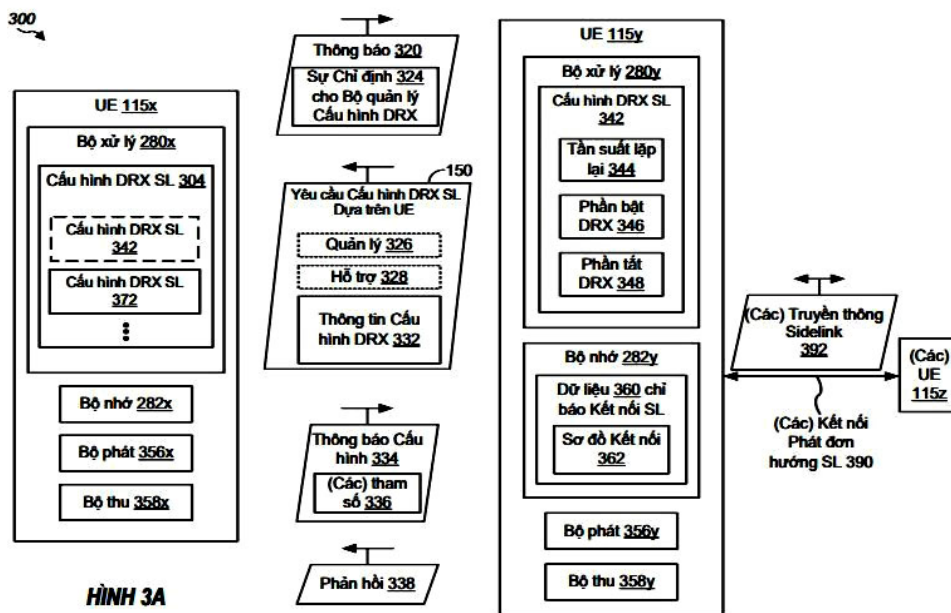 300
UE 115x
Bộ xử lý 280x
Cấu hình DRX SL 304
Cấu hình DRX SL
342
Cấu hình DRX SL
372
Bộ nhớ 282x
Bộ phát 356x
Bộ thu 358x
HÌNH 3A
Thông báo 320
Sự Chỉ định 324
cho Bộ quản lý
Cấu hình DRX
150
Yêu cầu Cấu hình DRX SL
Dựa trên UE
Quản lý 326
Hỗ trợ 328
Thông tin Cấu
hình DRX 332
Thông báo Cấu
hình 334
(Các) tham
số 336
Phản hồi 338
UE 115y
Bộ xử lý 280y
Cấu hình DRX SL
342
Tần suất lặp
lại 344
Phần bật
DRX 346
Phần tắt
DRX 348
Bộ nhớ 282y
Dữ liệu 360 chỉ
báo Kết nối SL
Sơ đồ Kết nối
362
Bộ phát 356y
Bộ thu 358y
(Các) Truyền thông
Sidelink
392
(Các) Kết nối
Phát đơn
hướng SL 390
(Các)
UE
115z